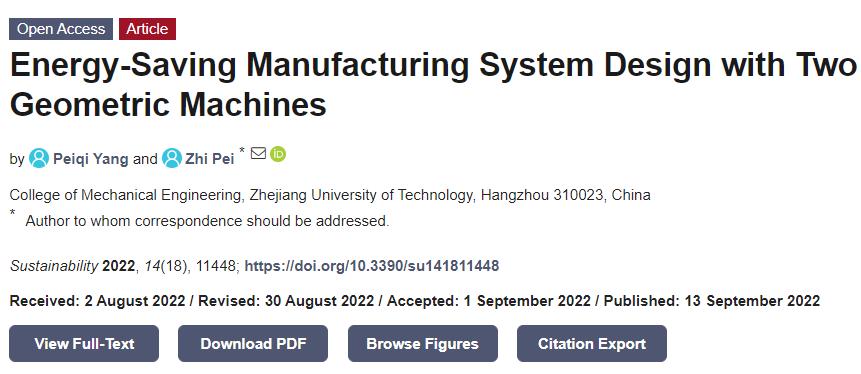 Open Access Article
Energy-Saving Manufacturing System Design with Two
Geometric Machines
by Peiqi Yang and Zhi Pei * iD
College of Mechanical Engineering, Zhejiang University of Technology, Hangzhou 310023, China
* Author to whom correspondence should be addressed.
Sustainability 2022, 14(18), 11448; https://doi.org/10.3390/su141811448
Received: 2 August 2022 / Revised: 30 August 2022 / Accepted: 1 September 2022 / Published: 13 September 2022
View Full-Text Download PDF Browse Figures Citation Export